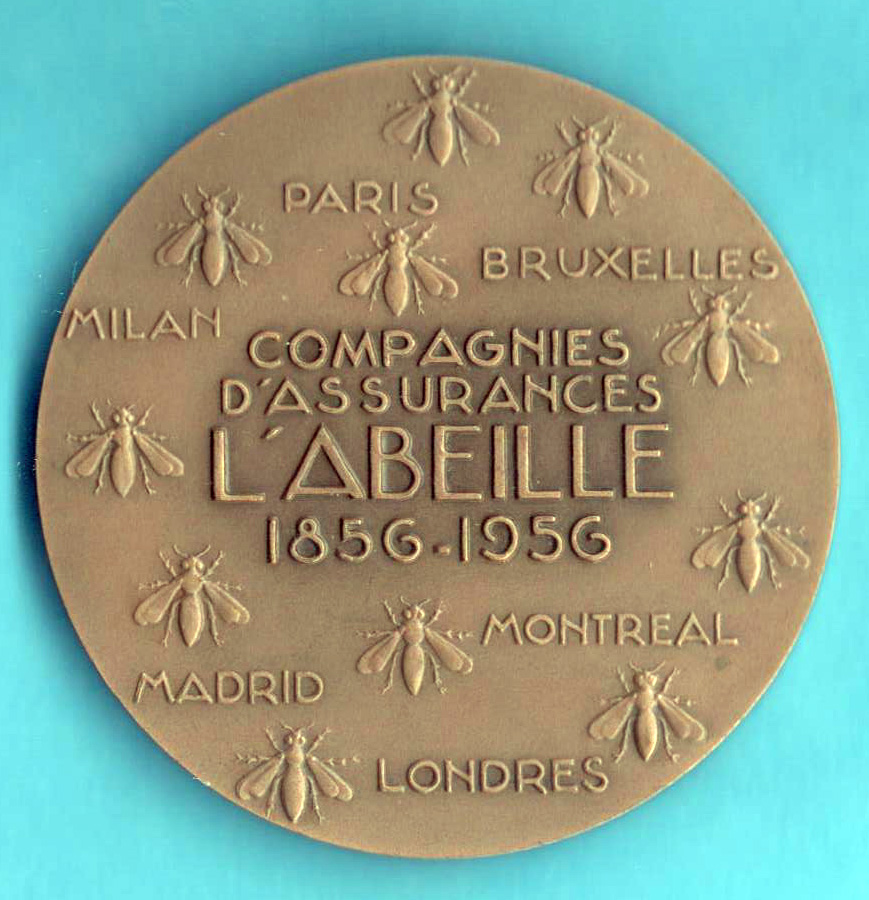 PARIS
BRUXELLES
MILAN
COMPAGNIES
D'ASSURANCES
L'ABEILLE
1856-1956
MONTREAL
MADRID
LONDRES